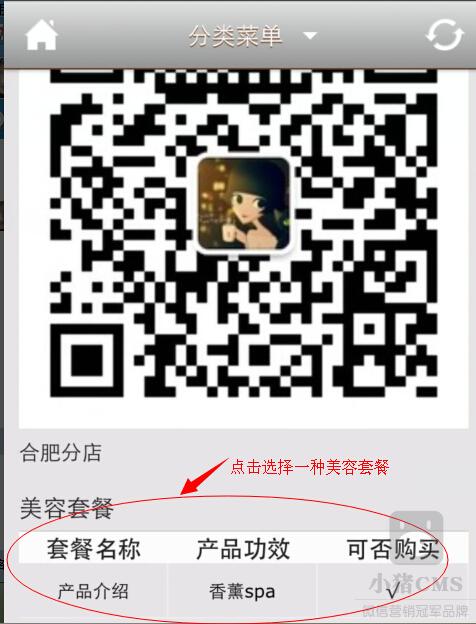 分类菜单
合肥分店
点击选择一种美容套餐
美容套餐
套餐名称 产品功效 可否购买
产品介绍 香薰spa √
小猪CMS
微信营销冠军品牌